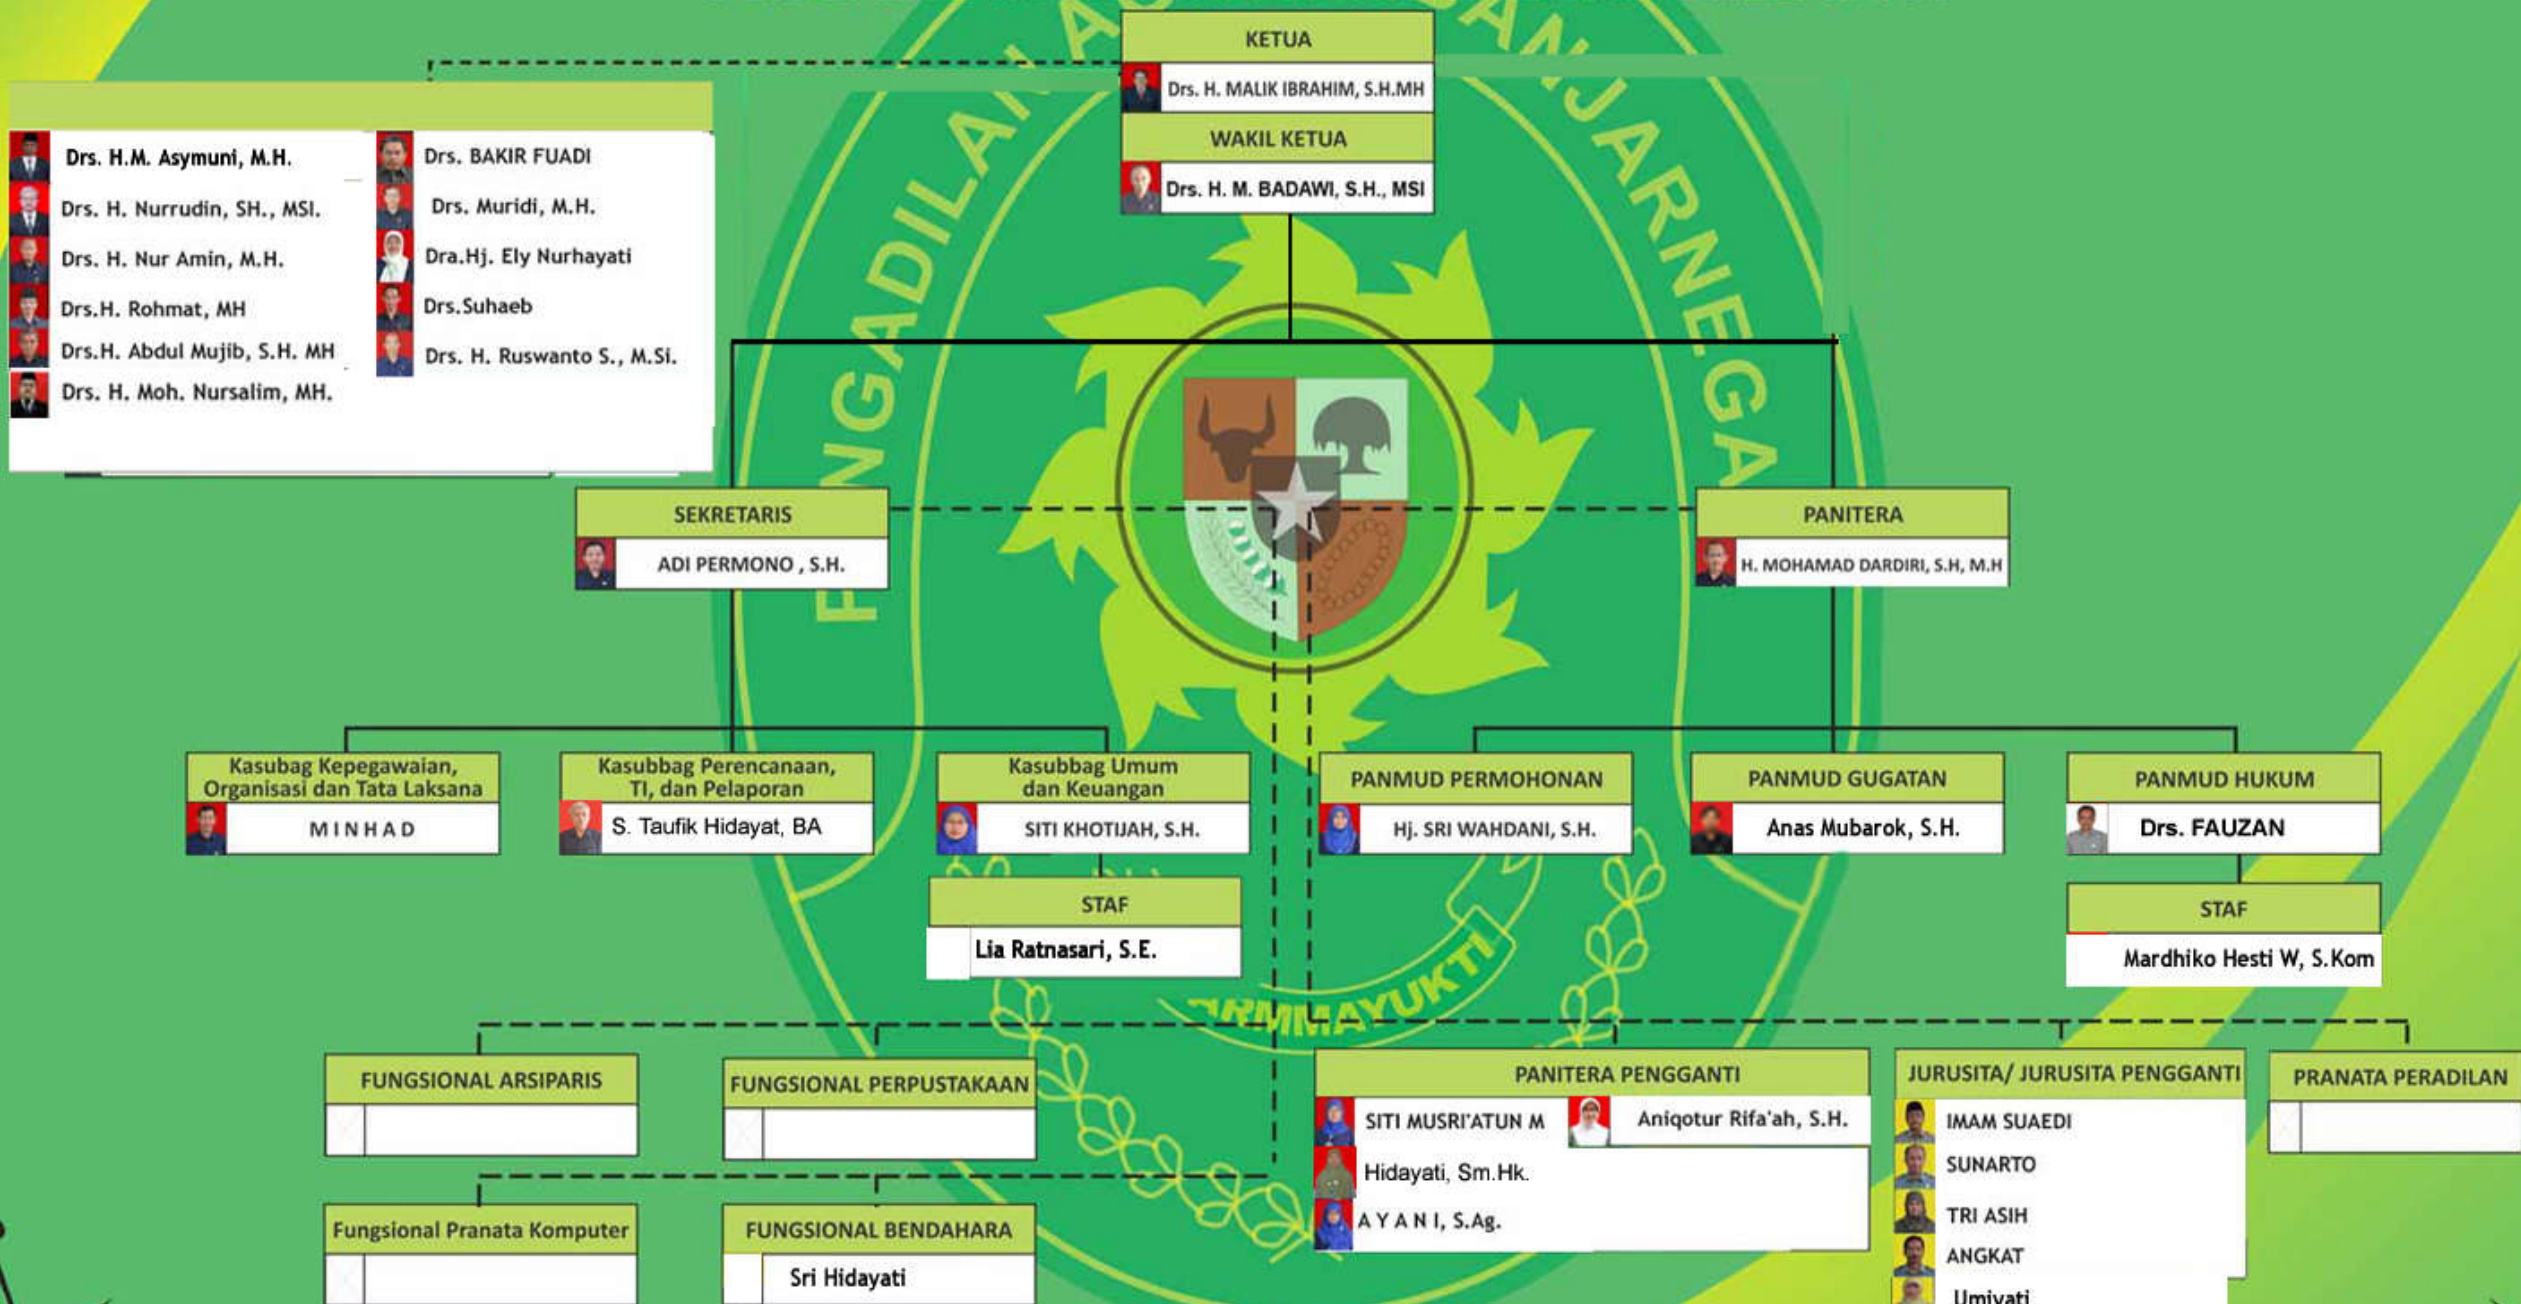 KETUA
Drs. H. MALIK IBRAHIM, S.H.MH
WAKIL KETUA
Drs. H. M. BADAWI, S.H., MSI
Drs. H.M. Asymuni, M.H.
Drs. H. Nurrudin, SH., MSI.
Drs. H. Nur Amin, M.H.
Drs.H. Rohmat, MH
Drs.H. Abdul Mujib, S.H. MH
Drs. H. Moh. Nursalim, MH.
Drs. BAKIR FUADI
Drs. Muridi, M.H.
Dra.Hj. Ely Nurhayati
Drs.Suhaeb
Drs. H. Ruswanto S., M.Si.
SEKRETARIS
ADI PERMONO , S.H.
PANITERA
H. MOHAMAD DARDIRI, S.H, M.H
Kasubag Kepegawaian,
Organisasi dan Tata Laksana
M I N H A D
Kasubbag Perencanaan,
TI, dan Pelaporan
S. Taufik Hidayat, BA
Kasubbag Umum
dan Keuangan
SITI KHOTIJAH, S.H.
STAF
Lia Ratnasari, S.E.
PANMUD PERMOHONAN
Hj. SRI WAHDANI, S.H.
PANMUD GUGATAN
Anas Mubarok, S.H.
PANMUD HUKUM
Drs. FAUZAN
STAF
Mardhiko Hesti W, S.Kom
FUNGSIONAL ARSIPARIS
FUNGSIONAL PERPUSTAKAAN
Fungsional Pranata Komputer
FUNGSIONAL BENDAHARA
Sri Hidayati
PANITERA PENGGANTI
SITI MUSRI'ATUN M
Aniqotur Rifa'ah, S.H.
Hidayati, Sm.Hk.
A Y A N I, S.Ag.
JURUSITA/ JURUSITA PENGGANTI
IMAM SUAEDI
SUNARTO
TRI ASIH
ANGKAT
Umiyati
PRANATA PERADILAN